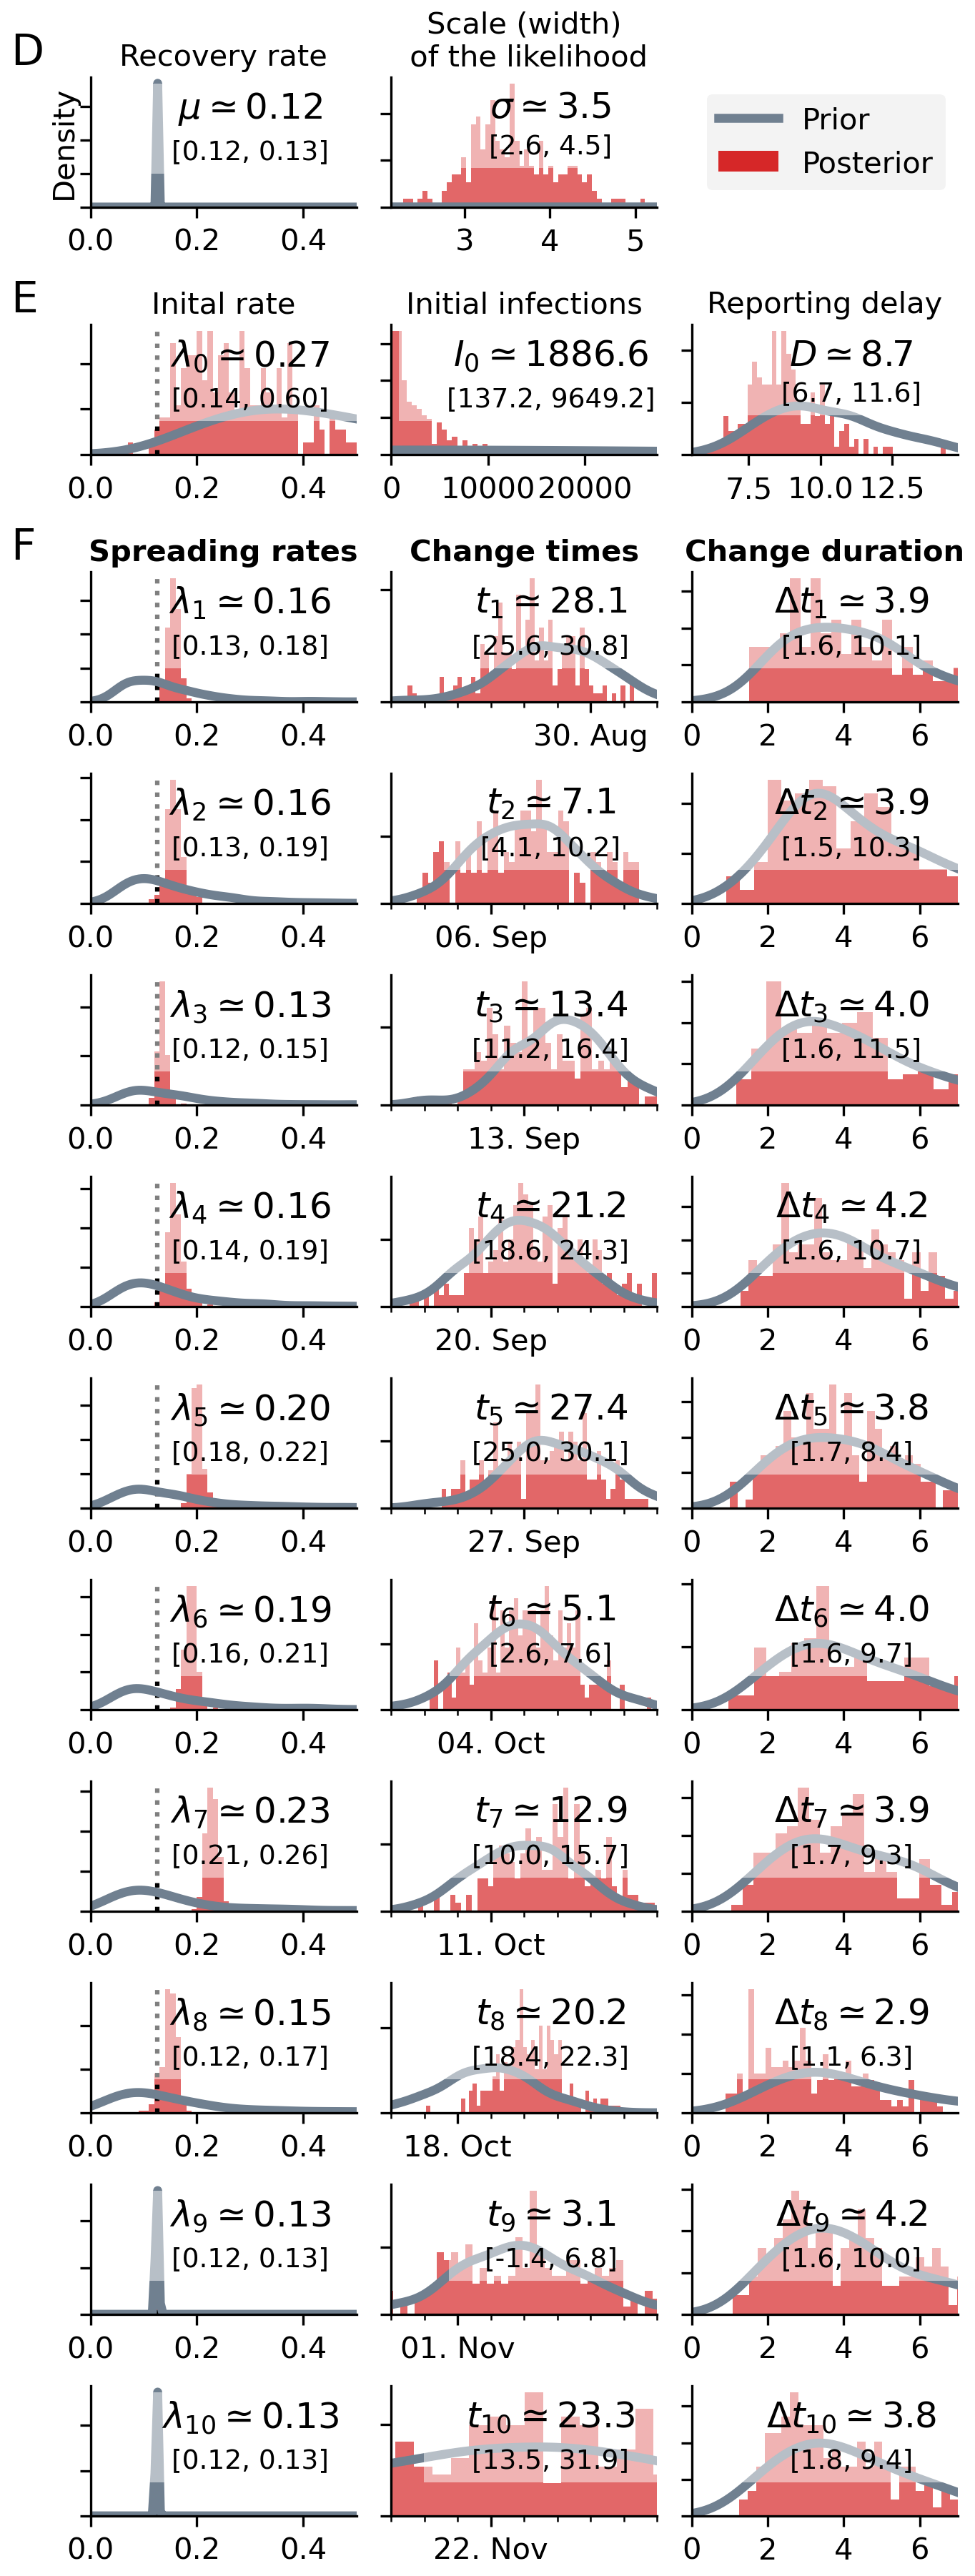 D
Recovery rate
Scale (width)
of the likelihood
Density
μ ≃ 0.12
[0.12, 0.13]
0.0 0.2 0.4
σ ≃ 3.5
[2.6, 4.5]
3 4 5
Prior
Posterior
E
Inital rate
λ0 ≃ 0.27
[0.14, 0.60]
0.0 0.2 0.4
Initial infections
I0 ≃ 1886.6
[137.2, 9649.2]
0 10000 20000
Reporting delay
D ≃ 8.7
[6.7, 11.6]
7.5 10.0 12.5
F
Spreading rates
Change times
Change duration
λ1 ≃ 0.16
[0.13, 0.18]
0.0 0.2 0.4
t1 ≃ 28.1
[25.6, 30.8]
30. Aug
Δt1 ≃ 3.9
[1.6, 10.1]
0 2 4 6
λ2 ≃ 0.16
[0.13, 0.19]
0.0 0.2 0.4
t2 ≃ 7.1
[4.1, 10.2]
06. Sep
Δt2 ≃ 3.9
[1.5, 10.3]
0 2 4 6
λ3 ≃ 0.13
[0.12, 0.15]
0.0 0.2 0.4
t3 ≃ 13.4
[11.2, 16.4]
13. Sep
Δt3 ≃ 4.0
[1.6, 11.5]
0 2 4 6
λ4 ≃ 0.16
[0.14, 0.19]
0.0 0.2 0.4
t4 ≃ 21.2
[18.6, 24.3]
20. Sep
Δt4 ≃ 4.2
[1.6, 10.7]
0 2 4 6
λ5 ≃ 0.20
[0.18, 0.22]
0.0 0.2 0.4
t5 ≃ 27.4
[25.0, 30.1]
27. Sep
Δt5 ≃ 3.8
[1.7, 8.4]
0 2 4 6
λ6 ≃ 0.19
[0.16, 0.21]
0.0 0.2 0.4
t6 ≃ 5.1
[2.6, 7.6]
04. Oct
Δt6 ≃ 4.0
[1.6, 9.7]
0 2 4 6
λ7 ≃ 0.23
[0.21, 0.26]
0.0 0.2 0.4
t7 ≃ 12.9
[10.0, 15.7]
11. Oct
Δt7 ≃ 3.9
[1.7, 9.3]
0 2 4 6
λ8 ≃ 0.15
[0.12, 0.17]
0.0 0.2 0.4
t8 ≃ 20.2
[18.4, 22.3]
18. Oct
Δt8 ≃ 2.9
[1.1, 6.3]
0 2 4 6
λ9 ≃ 0.13
[0.12, 0.13]
0.0 0.2 0.4
t9 ≃ 3.1
[-1.4, 6.8]
01. Nov
Δt9 ≃ 4.2
[1.6, 10.0]
0 2 4 6
λ10 ≃ 0.13
[0.12, 0.13]
0.0 0.2 0.4
t10 ≃ 23.3
[13.5, 31.9]
22. Nov
Δt10 ≃ 3.8
[1.8, 9.4]
0 2 4 6